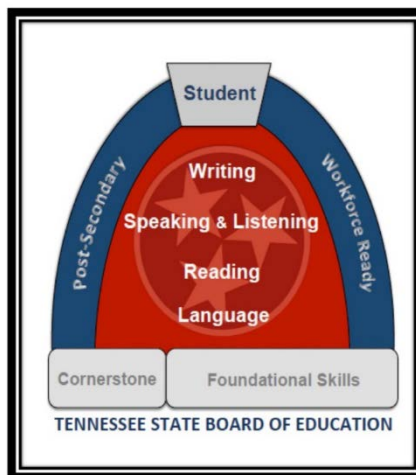 Student
Writing
Speaking & Listening
Reading
Language
Post-Secondary
Workforce Ready
Cornerstone
Foundational Skills
TENNESSEE STATE BOARD OF EDUCATION